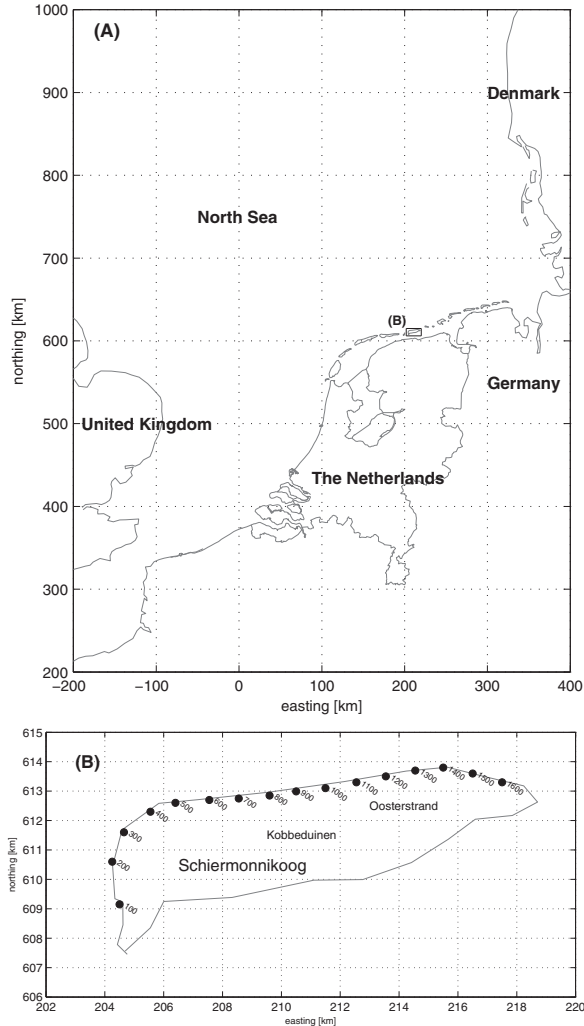 (A)
1000
900
800
700
600
500
400
300
200
northing [km]
Denmark
North Sea
(B)
Germany
United Kingdom
The Netherlands
−200 −100 0 100 200 300 400
easting [km]
(B)
615
614
613
612
611
610
609
608
607
606
northing [km]
100
200
300
400
500
600
700
800
900
1000
1100
1200
1300
1400
1500
1600
Oosterstrand
Kobbeduinen
Schiermonnikoog
202 204 206 208 210 212 214 216 218 220
easting [km]